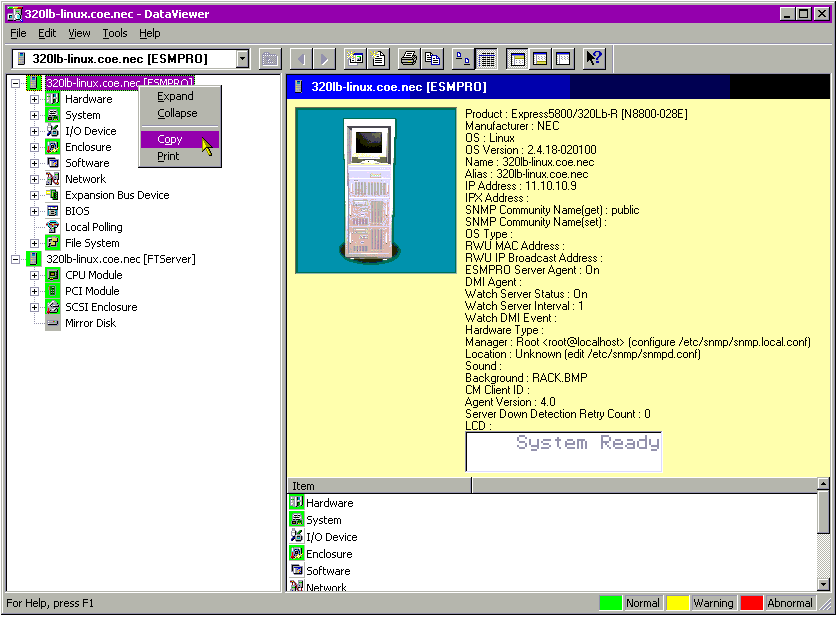 320lb-linux.coe.nec - DataViewer
File Edit View Tools Help
320lb-linux.coe.nec [ESMPRO]
320lb-linux.coe.nec [ESMPRO]
Hardware
System
I/O Device
Enclosure
Software
Network
Expansion Bus Device
BIOS
Local Polling
File System
320lb-linux.coe.nec [FTServer]
CPU Module
PCI Module
SCSI Enclosure
Mirror Disk
Expand
Collapse
Copy
Print
320lb-linux.coe.nec [ESMPRO]
Product : Express5800/320Lb-R [N8800-028E]
Manufacturer : NEC
OS : Linux
OS Version : 2.4.18-020100
Name : 320lb-linux.coe.nec
Alias : 320lb-linux.coe.nec
IP Address : 11.10.10.9
IPX Address :
SNMP Community Name(get) : public
SNMP Community Name(set) :
OS Type :
RWU MAC Address :
RWU IP Broadcast Address :
ESMPRO Server Agent : On
DMI Agent :
Watch Server Status : On
Watch Server Interval : 1
Watch DMI Event :
Hardware Type :
Manager : Root <root@localhost> (configure /etc/snmp/snmp.local.conf)
Location : Unknown (edit /etc/snmp/snmpd.conf)
Sound :
Background : RACK.BMP
CM Client ID :
Agent Version : 4.0
Server Down Detection Retry Count : 0
LCD :
System Ready
Item
Hardware
System
I/O Device
Enclosure
Software
Network
For Help, press F1
Normal Warning Abnormal